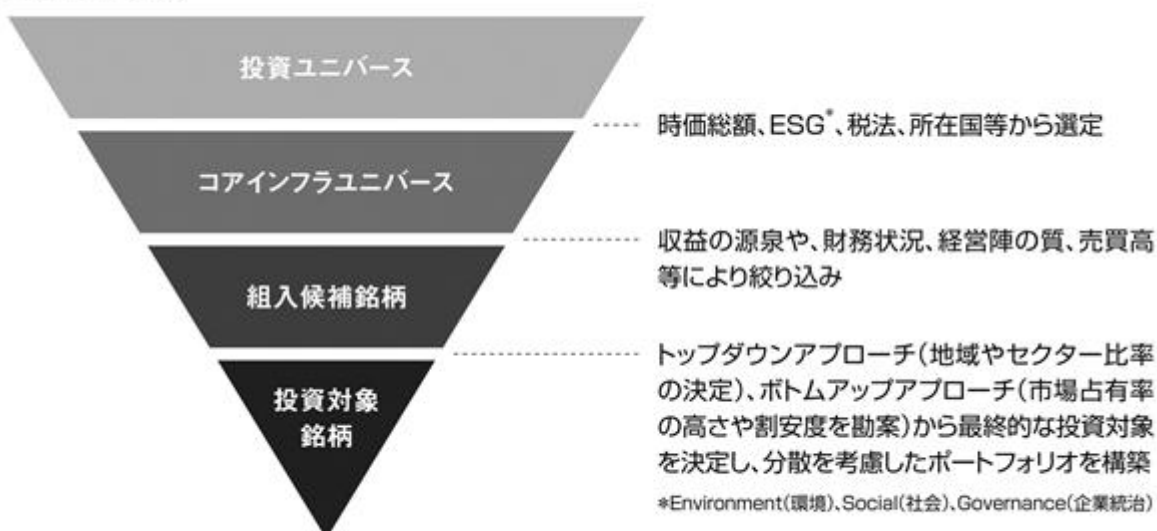 投資ユニバース
時価総額、ESG*、税法、所在国等から選定
コアインフラユニバース
収益の源泉や、財務状況、経営陣の質、売買高
等により絞り込み
組入候補銘柄
トップダウンアプローチ(地域やセクター比率
の決定)、ボトムアップアプローチ(市場占有率
の高さや割安度を勘案)から最終的な投資対象
を決定し、分散を考慮したポートフォリオを構築
投資対象
銘柄
*Environment(環境)、Social(社会)、Governance(企業統治)